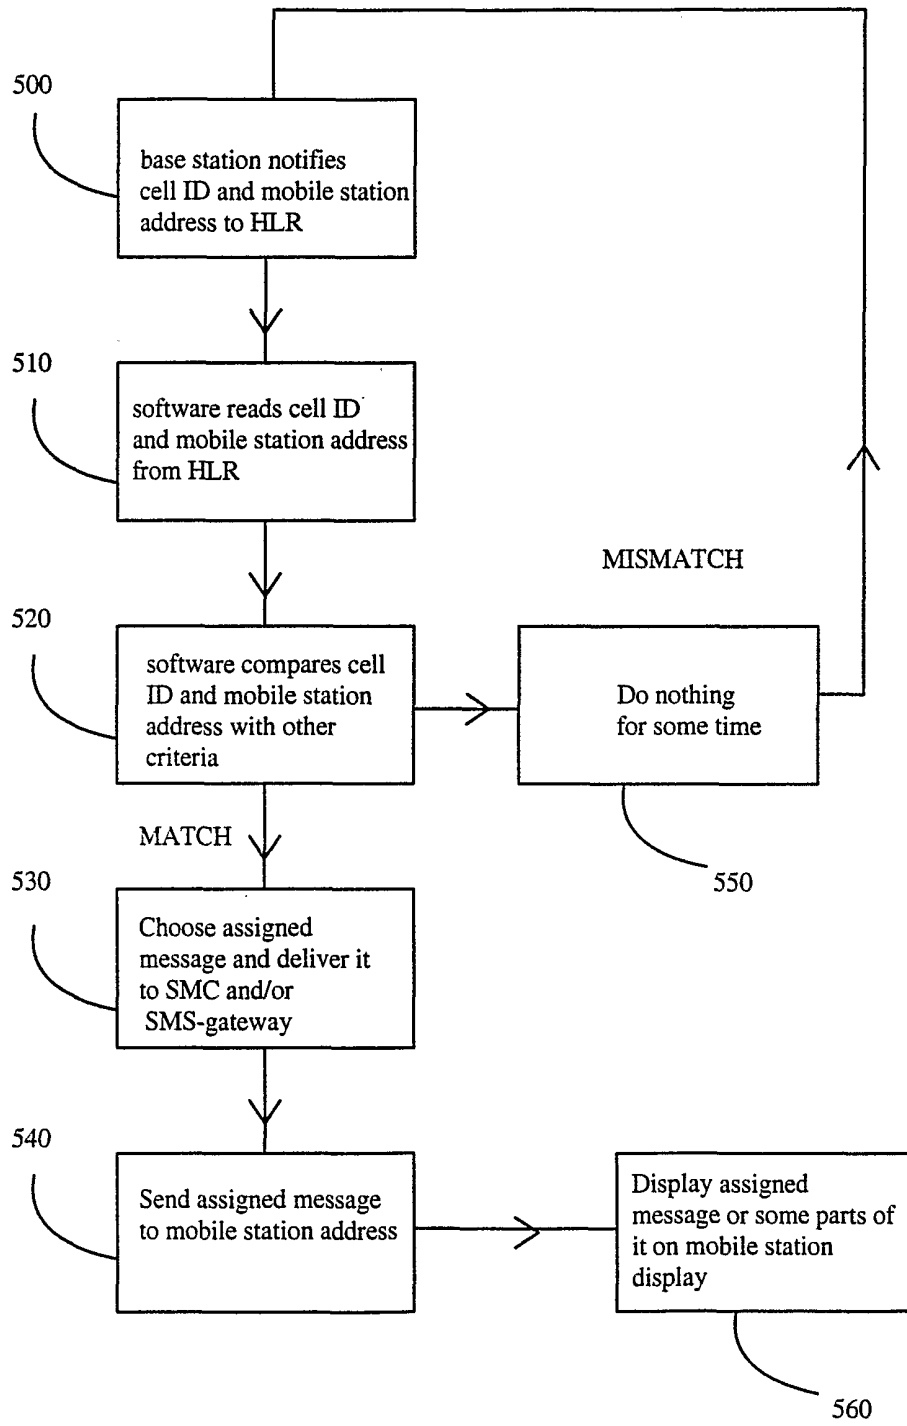 500
base station notifies
cell ID and mobile station
address to HLR
510
software reads cell ID
and mobile station address
from HLR
MISMATCH
520
software compares cell
ID and mobile station
address with other
criteria
Do nothing
for some time
550
MATCH
530
Choose assigned
message and deliver it
to SMC and/or
SMS-gateway
540
Send assigned message
to mobile station address
Display assigned
message or some parts of
it on mobile station
display
560